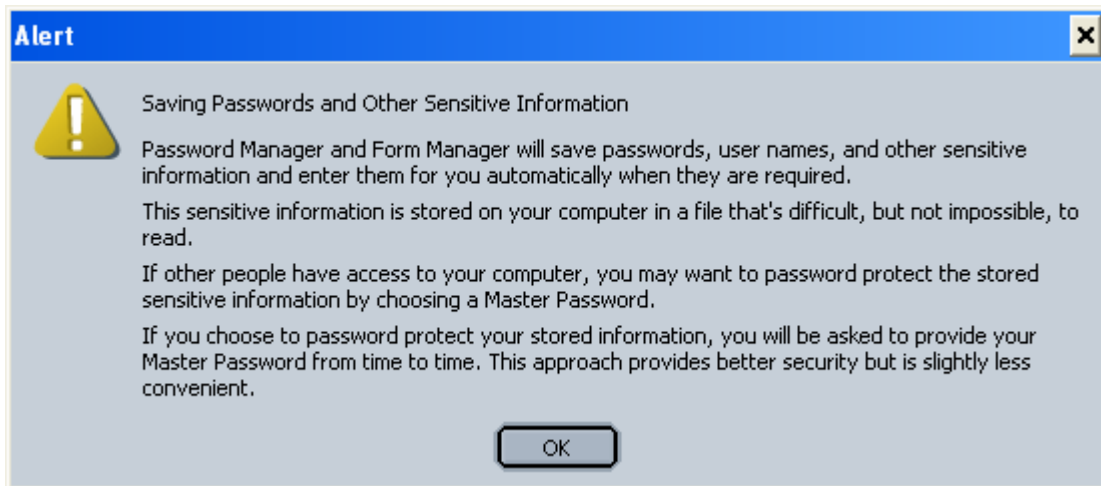 Alert
Saving Passwords and Other Sensitive Information
Password Manager and Form Manager will save passwords, user names, and other sensitive
information and enter them for you automatically when they are required.
This sensitive information is stored on your computer in a file that's difficult, but not impossible, to
read.
If other people have access to your computer, you may want to password protect the stored
sensitive information by choosing a Master Password.
If you choose to password protect your stored information, you will be asked to provide your
Master Password from time to time. This approach provides better security but is slightly less
convenient.
OK